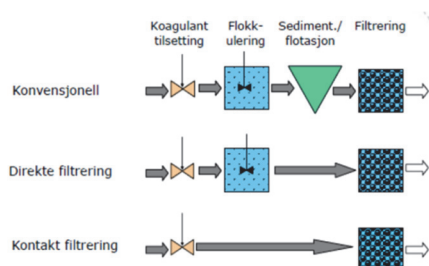 Koagulant
tilsetting
Flokk-
ulering
Sediment./
flotasjon
Filtrering
Konvensjonell
Direkte filtrering
Kontakt filtrering